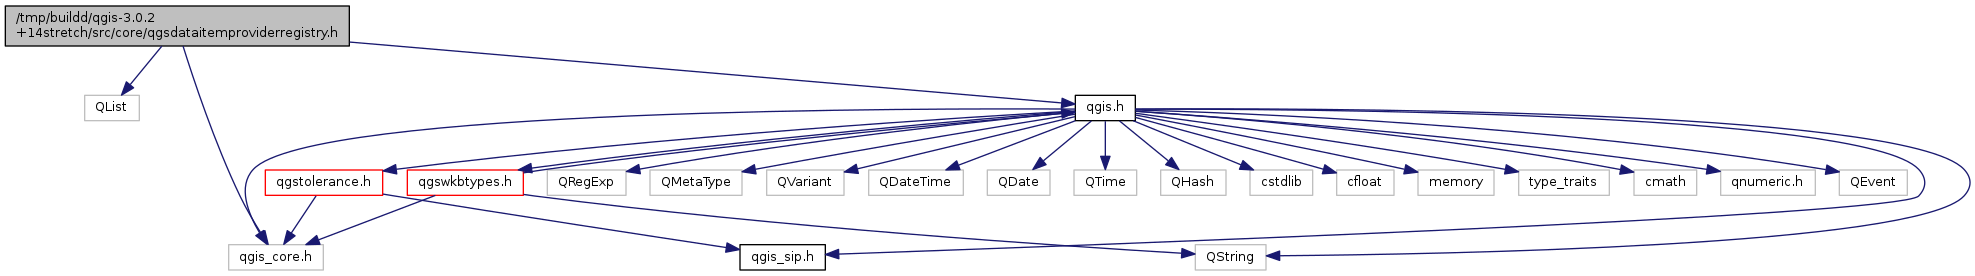 /tmp/buildd/qgis-3.0.2
+14stretch/src/core/qgsdataitemproviderregistry.h
QList
qgis.h
qgstolerance.h
qgswkbtypes.h
QRegExp
QMetaType
QVariant
QDateTime
QDate
QTime
QHash
cstdlib
cfloat
memory
type_traits
cmath
qnumeric.h
QEvent
qgis_core.h
qgis_sip.h
QString